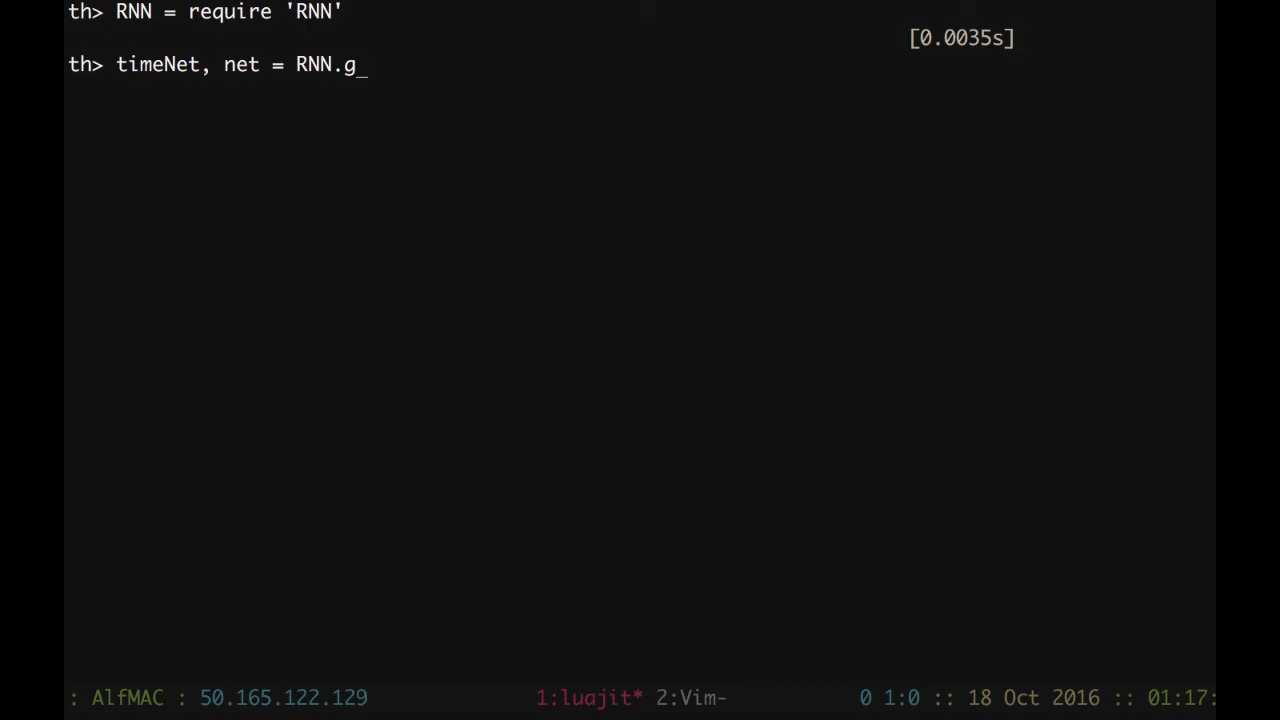 th> RNN = require 'RNN'
[0.0035s]
th> timeNet, net = RNN.g_
: AlfMAC : 50.165.122.129 1:luajit* 2:Vim- 0 1:0 :: 18 Oct 2016 :: 01:17: